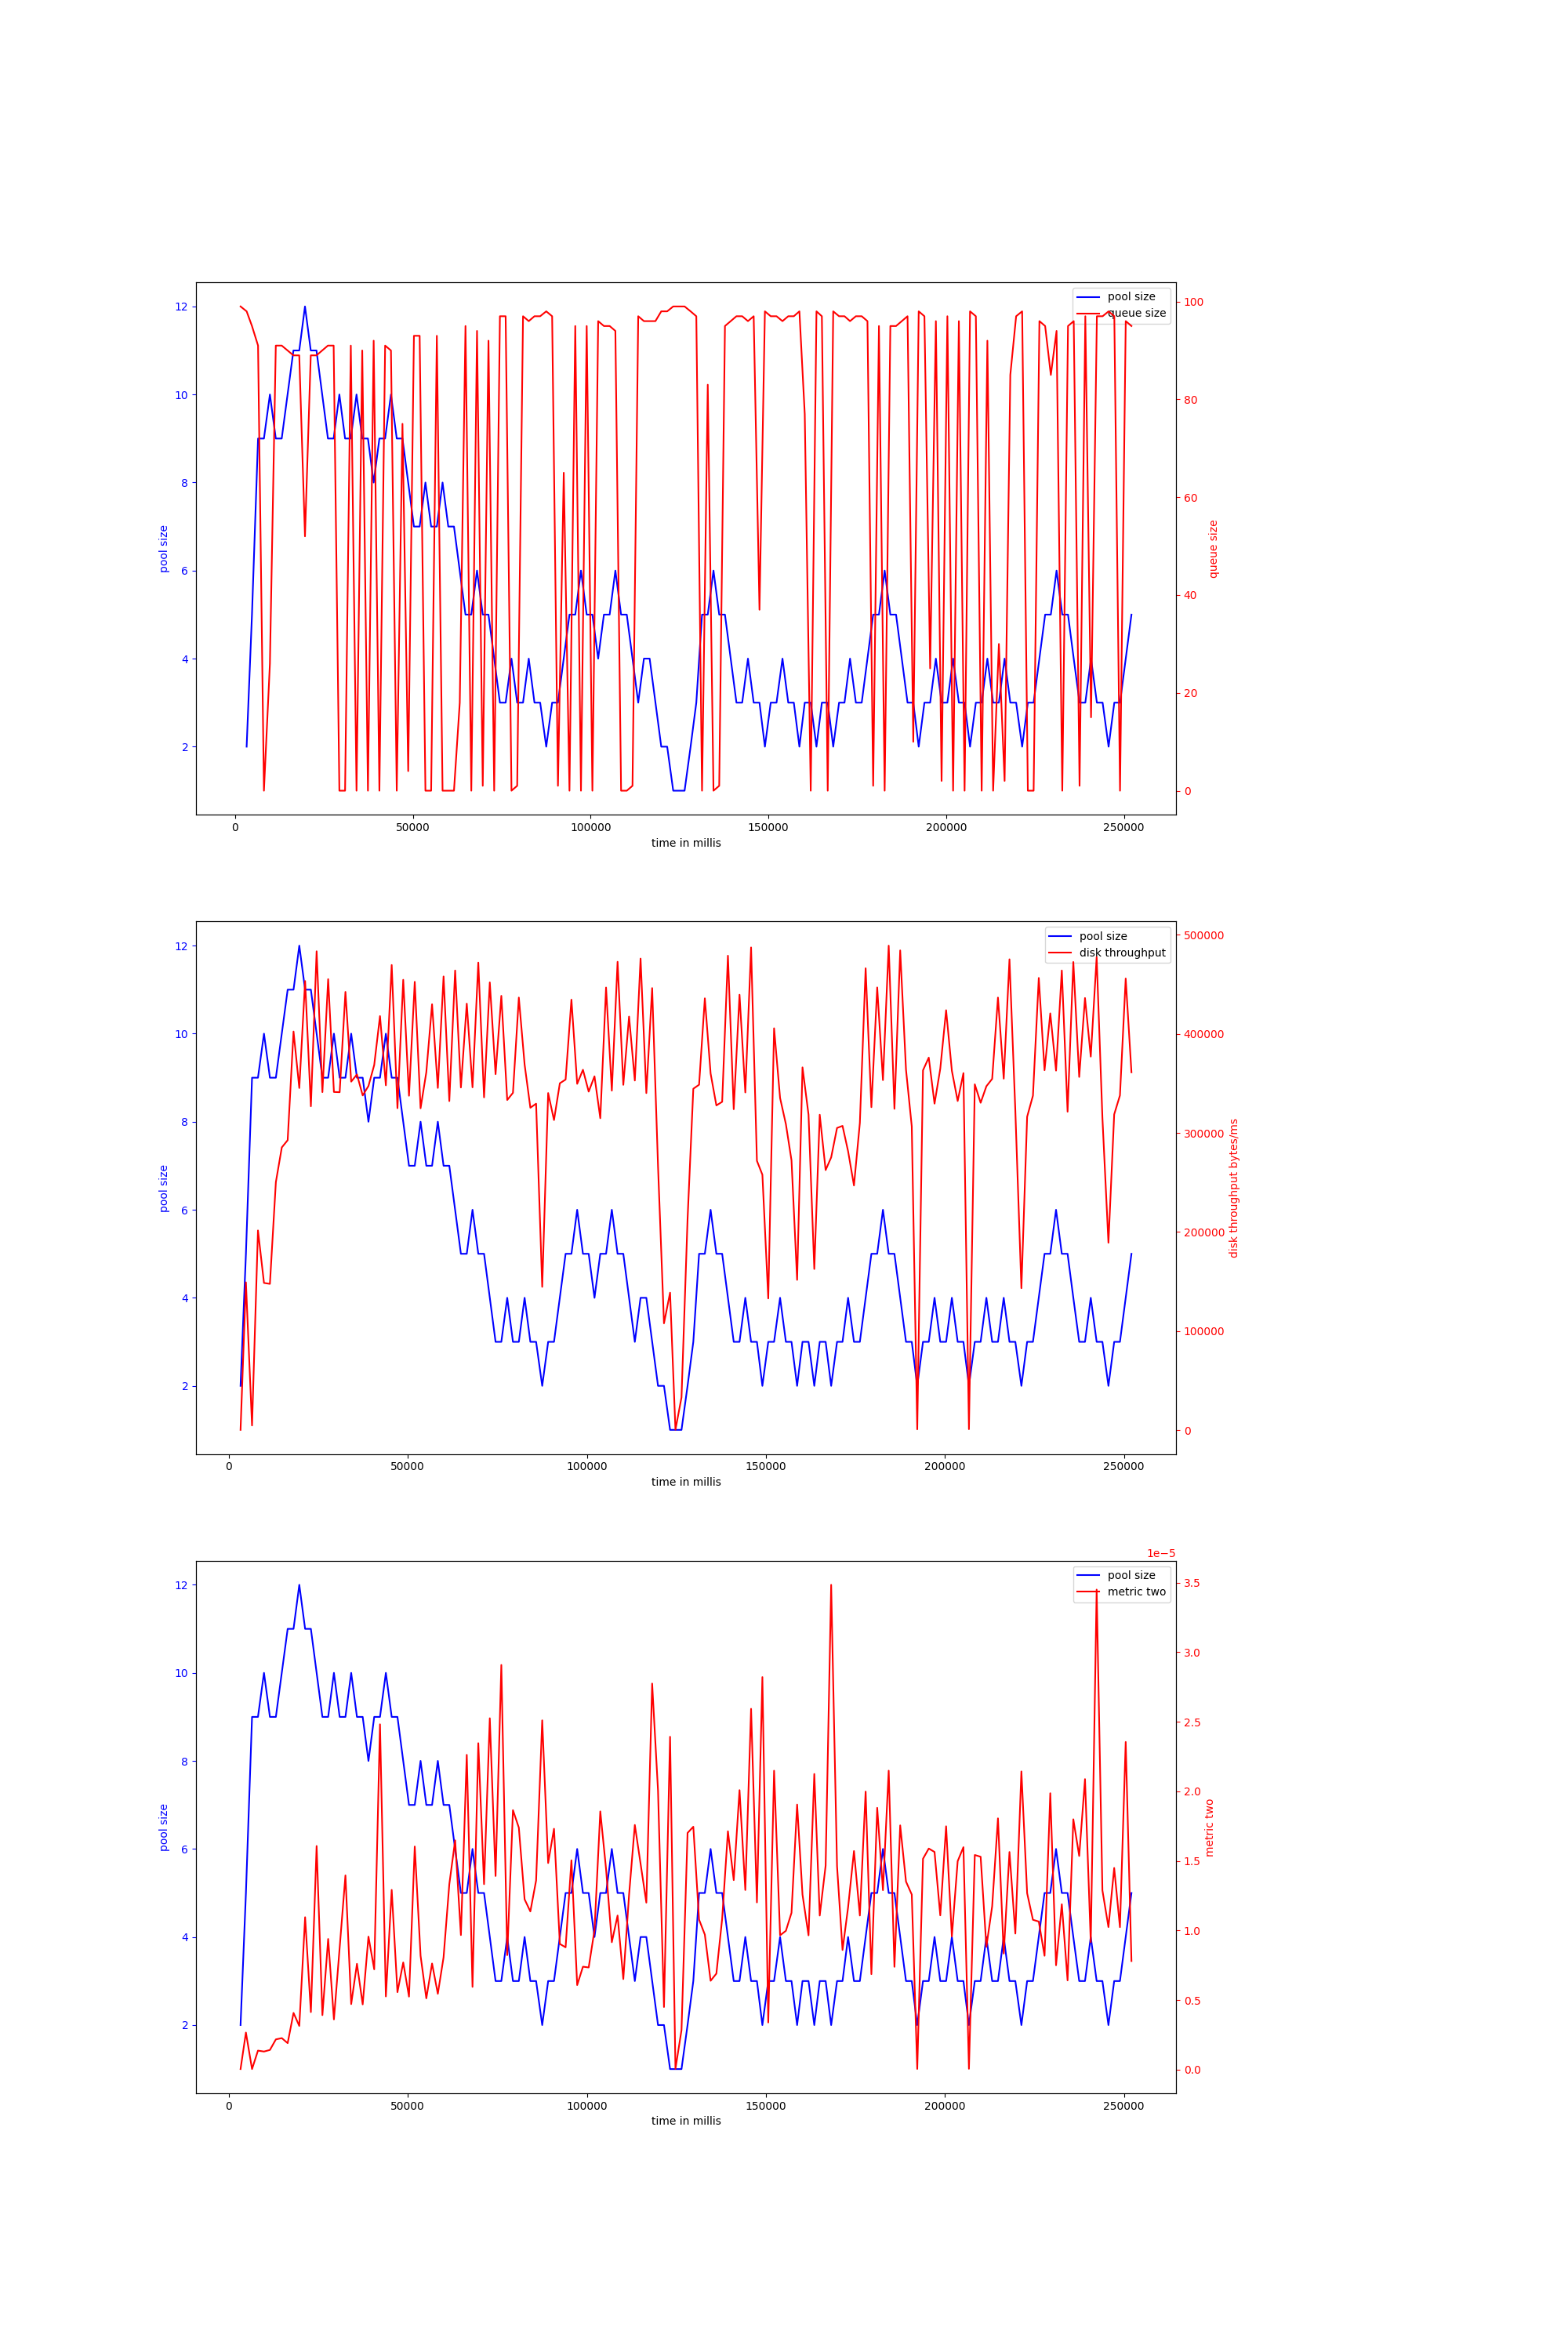 pool size
queue size
12
10
8
6
4
2
pool size
100
80
60
40
20
0
queue size
0 50000 100000 150000 200000 250000
time in millis
pool size
disk throughput
12
10
8
6
4
2
pool size
500000
400000
300000
200000
100000
0
disk throughput bytes/ms
0 50000 100000 150000 200000 250000
time in millis
1e−5
pool size
metric two
12
10
8
6
4
2
pool size
3.5
3.0
2.5
2.0
1.5
1.0
0.5
0.0
metric two
0 50000 100000 150000 200000 250000
time in millis